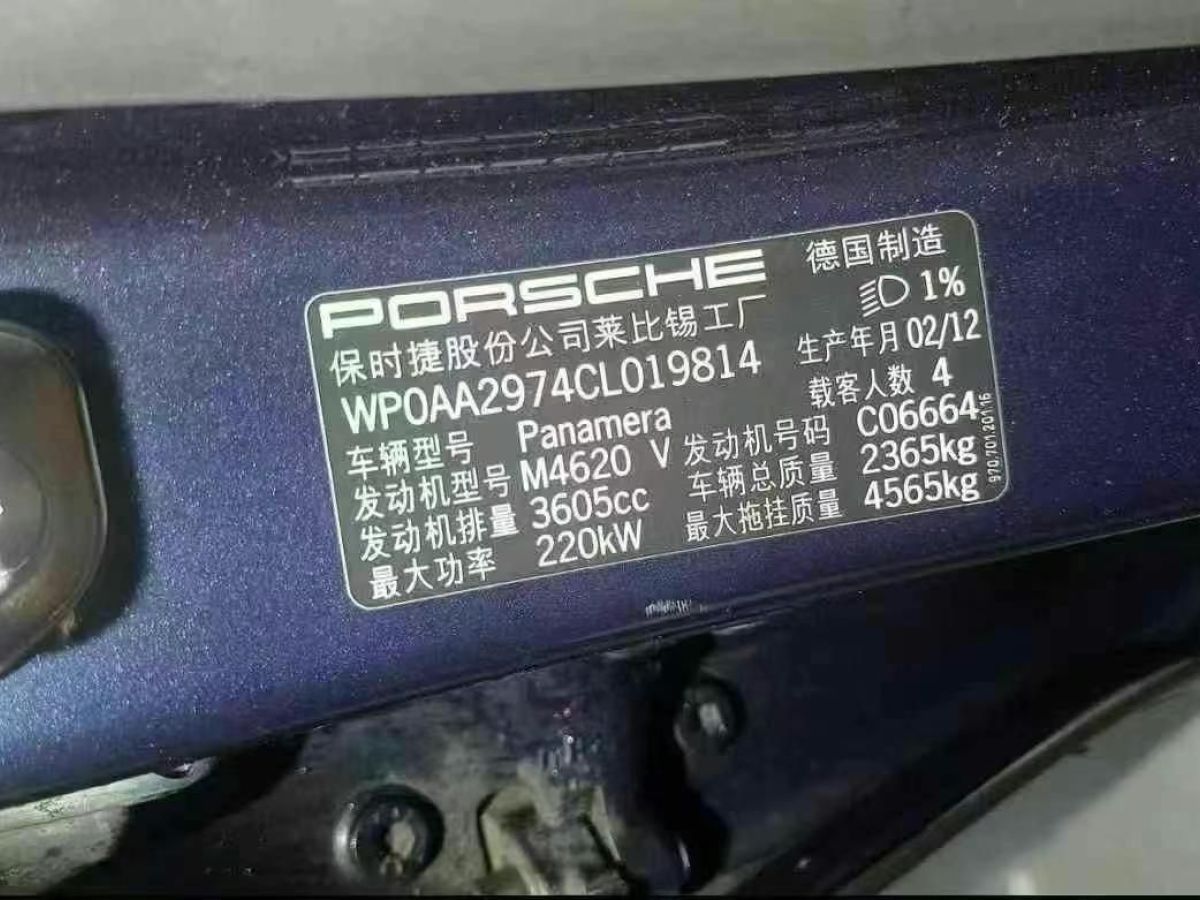 PORSCHE 德国制造
保时捷股份公司莱比锡工厂 1%
WP0AA2974CL019814 生产年月 02/12
载客人数 4
车辆型号 Panamera
发动机型号 M4620 V 发动机号码 C06664
发动机排量 3605cc 车辆总质量 2365kg
最大功率 220kW 最大拖挂质量 4565kg
970.701.201.16